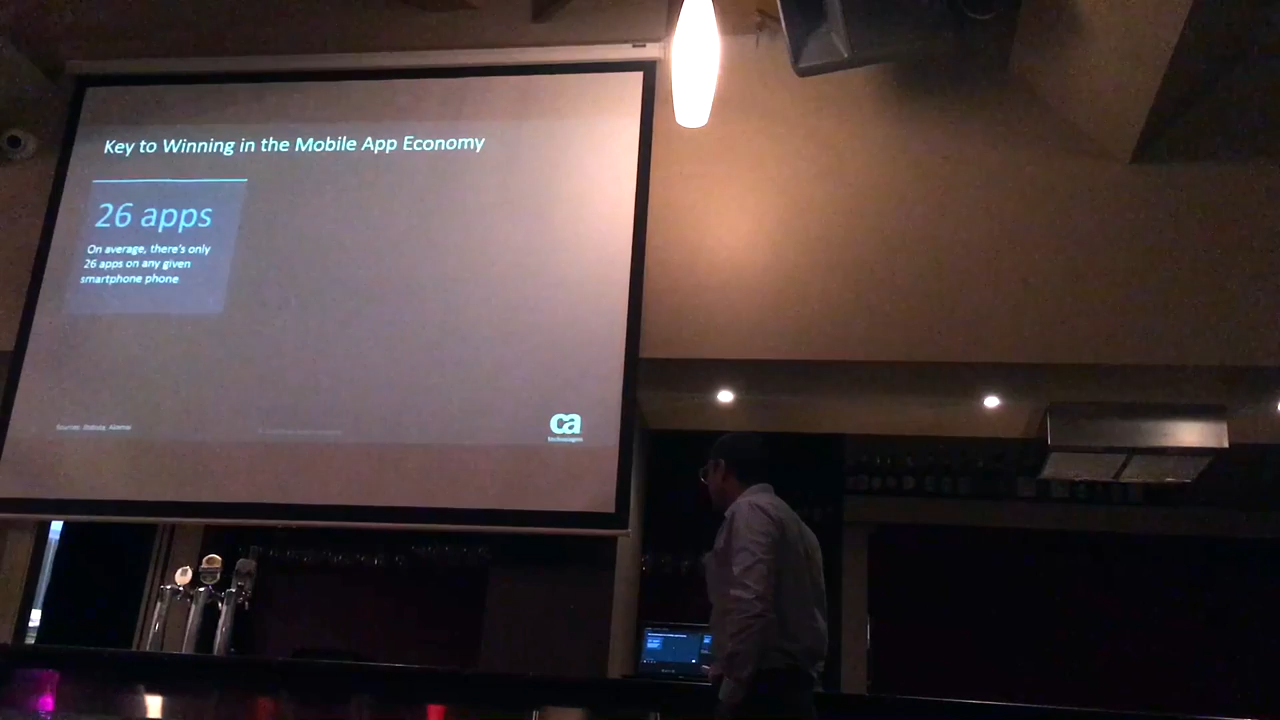 Key to Winning in the Mobile App Economy
26 apps
On average, there's only
26 apps on any given
smartphone phone
ca
technologies